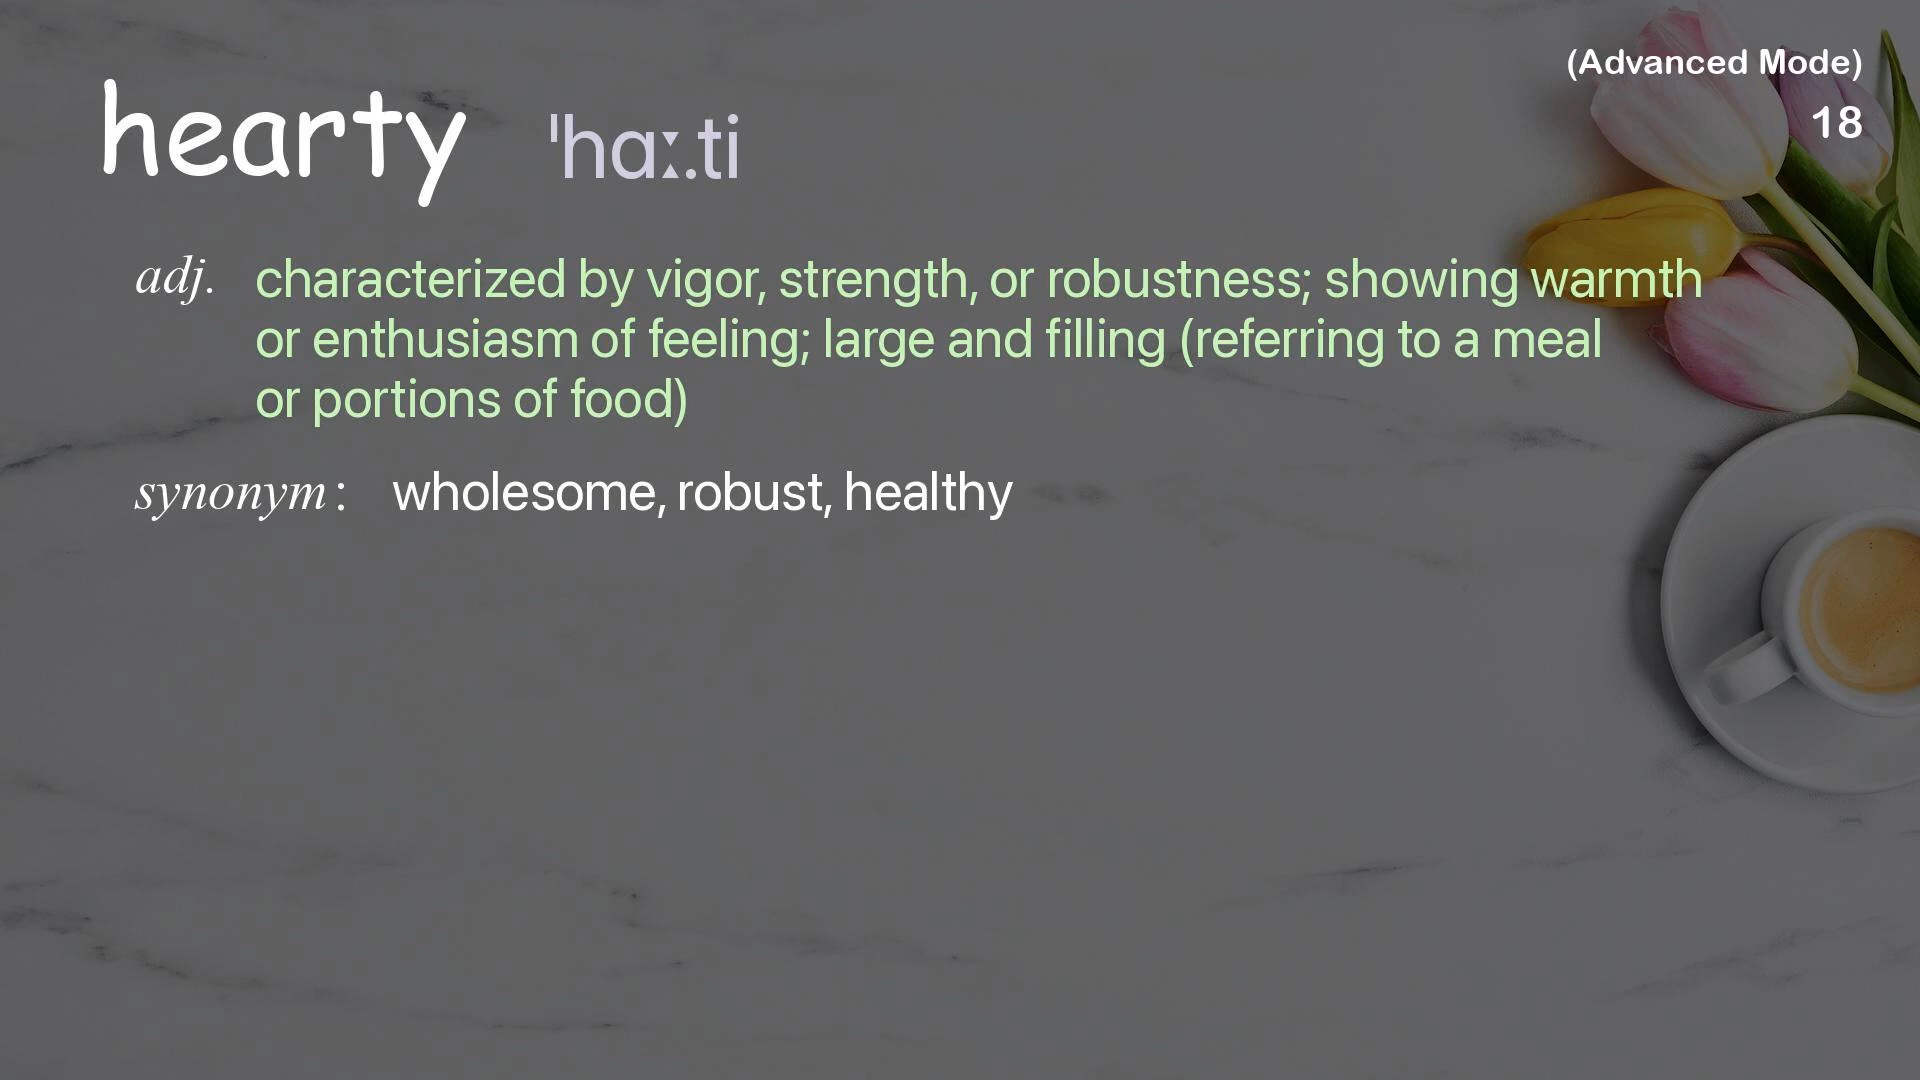 (Advanced Mode)
18
hearty ˈhɑː.ti
adj. characterized by vigor, strength, or robustness; showing warmth
or enthusiasm of feeling; large and filling (referring to a meal
or portions of food)
synonym : wholesome, robust, healthy